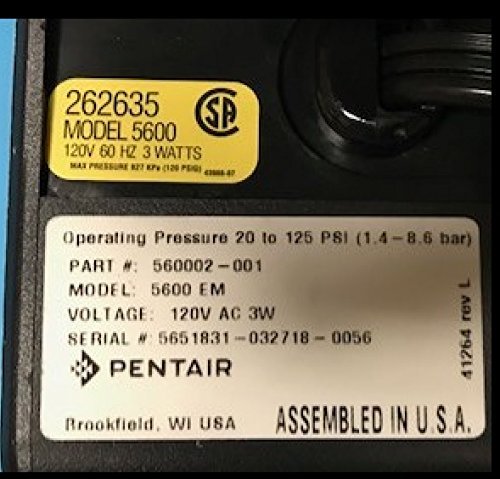 262635
MODEL 5600
120V 60 HZ 3 WATTS
MAX PRESSURE 827 KPa (120 PSIG)
Operating Pressure 20 to 125 PSI (1.4-8.6 bar)
PART #: 560002-001
MODEL: 5600 EM
VOLTAGE: 120V AC 3W
SERIAL #: 5651831-032718-0056
PENTAIR
Brookfield, WI USA
ASSEMBLED IN U.S.A.
41264 rev L